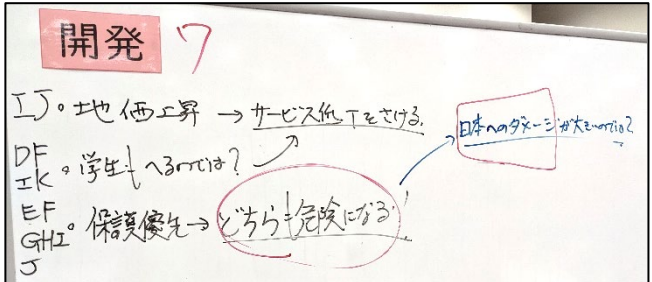 開発 7
IJ。地価上昇 → サービス低下をさける。
日本へのダメージが大きいのでは?
DF
IK。学生もへるのでは?
EF
GHI。保護優先→どちらも危険になる!
J